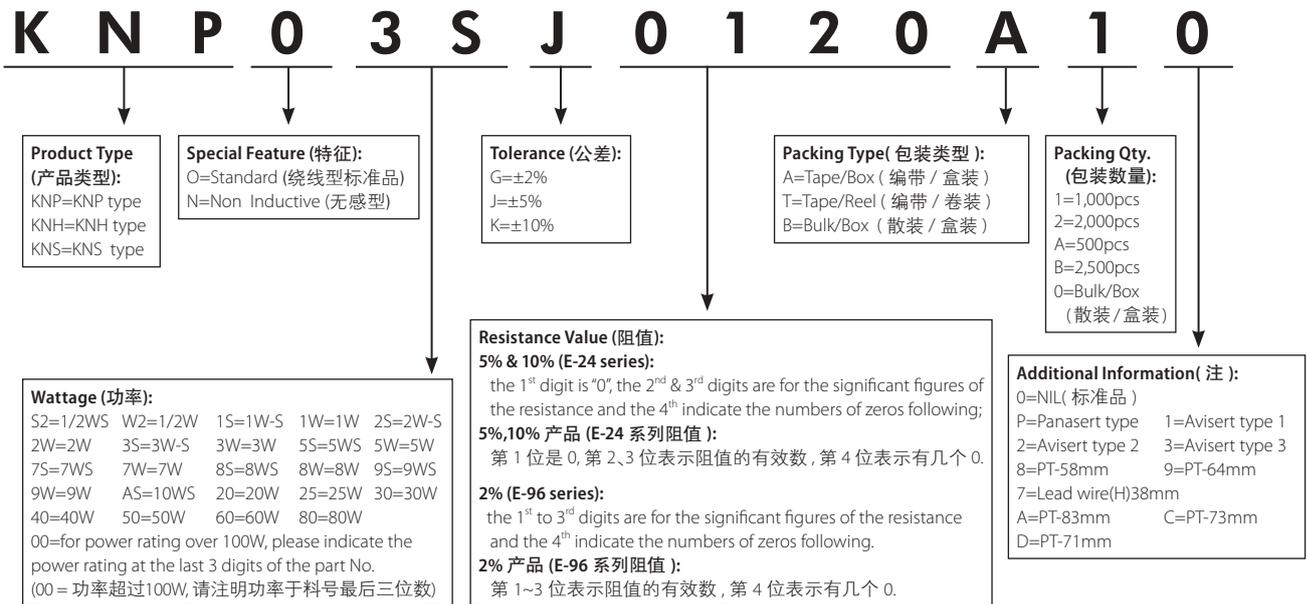 K N P 0 3 S J 0 1 2 0 A 1 0
Product Type
(产品类型):
KNP=KNP type
KNH=KNH type
KNS=KNS type
Special Feature (特征):
O=Standard (绕线型标准品)
N=Non Inductive (无感型)
Tolerance (公差):
G=±2%
J=±5%
K=±10%
Packing Type( 包装类型 ):
A=Tape/Box ( 编带 / 盒装 )
T=Tape/Reel ( 编带 / 卷装 )
B=Bulk/Box ( 散装 / 盒装 )
Packing Qty.
(包装数量):
1=1,000pcs
2=2,000pcs
A=500pcs
B=2,500pcs
0=Bulk/Box
(散装/盒装)
Wattage (功率):
S2=1/2WS W2=1/2W 1S=1W-S 1W=1W 2S=2W-S
2W=2W 3S=3W-S 3W=3W 5S=5WS 5W=5W
7S=7WS 7W=7W 8S=8WS 8W=8W 9S=9WS
9W=9W AS=10WS 20=20W 25=25W 30=30W
40=40W 50=50W 60=60W 80=80W
00=for power rating over 100W, please indicate the
power rating at the last 3 digits of the part No.
(00 = 功率超过100W, 请注明功率于料号最后三位数)
Resistance Value (阻值):
5% & 10% (E-24 series):
the 1st digit is “0”, the 2nd & 3rd digits are for the significant figures of
the resistance and the 4th indicate the numbers of zeros following;
5%,10% 产品 (E-24 系列阻值 ):
第 1 位是 0, 第 2、3 位表示阻值的有效数 , 第 4 位表示有几个 0.
2% (E-96 series):
the 1st to 3rd digits are for the significant figures of the resistance
and the 4th indicate the numbers of zeros following.
2% 产品 (E-96 系列阻值 ):
第 1~3 位表示阻值的有效数 , 第 4 位表示有几个 0.
Additional Information( 注 ):
0=NIL( 标准品 )
P=Panasert type 1=Avisert type 1
2=Avisert type 2 3=Avisert type 3
8=PT-58mm 9=PT-64mm
7=Lead wire(H)38mm
A=PT-83mm C=PT-73mm
D=PT-71mm